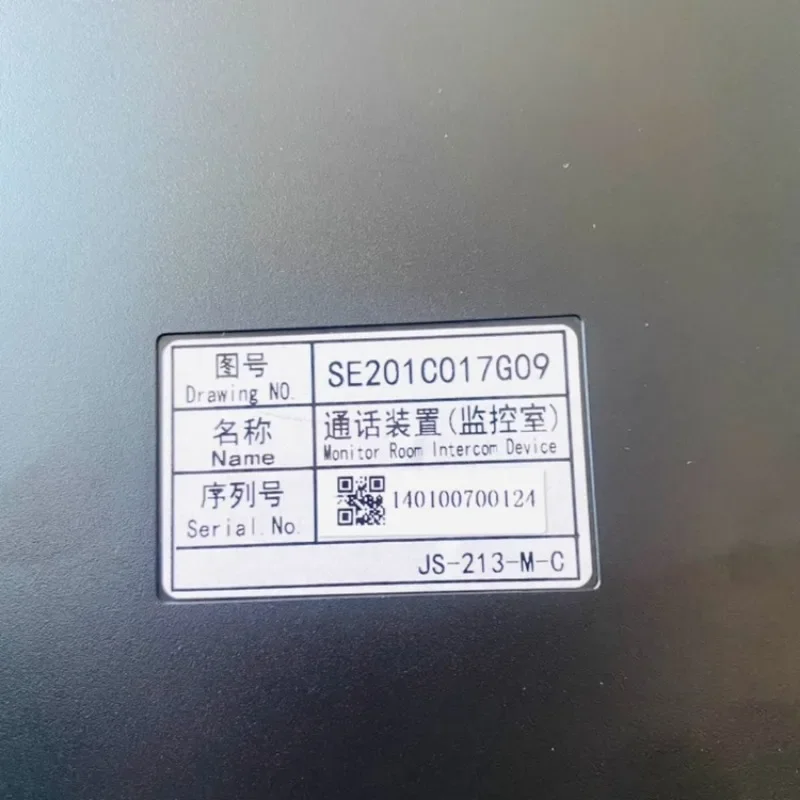 图号
Drawing NO.
SE201C017G09
名称
Name
通话装置(监控室)
Monitor Room Intercom Device
序列号
Serial No.
140100700124
JS-213-M-C